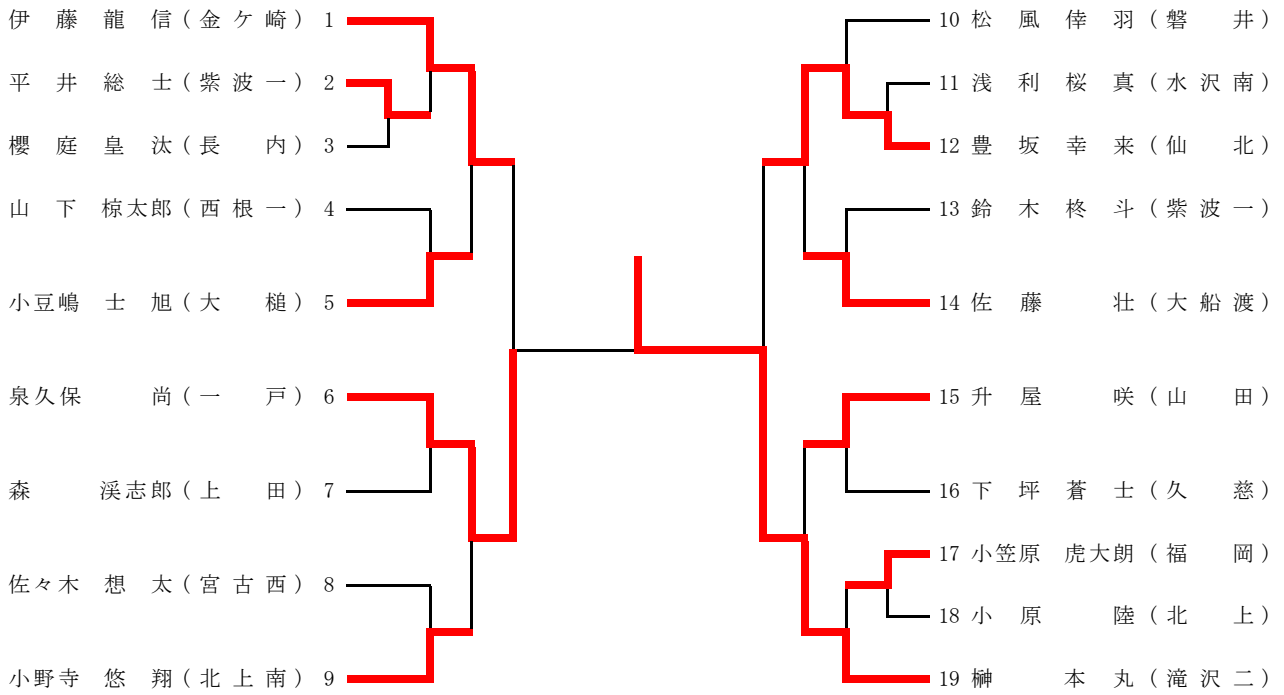 伊藤龍信(金ケ崎) 1
平井総士(紫波一) 2
櫻庭皇汰(長内) 3
山下椋太郎(西根一) 4
小豆嶋士旭(大槌) 5
泉久保尚(一戸) 6
森渓志郎(上田) 7
佐々木想太(宮古西) 8
小野寺悠翔(北上南) 9
10 松風倖羽(磐井)
11 浅利桜真(水沢南)
12 豊坂幸来(仙北)
13 鈴木柊斗(紫波一)
14 佐藤壮(大船渡)
15 升屋咲(山田)
16 下坪蒼士(久慈)
17 小笠原虎大朗(福岡)
18 小原陸(北上)
19 榊本丸(滝沢二)